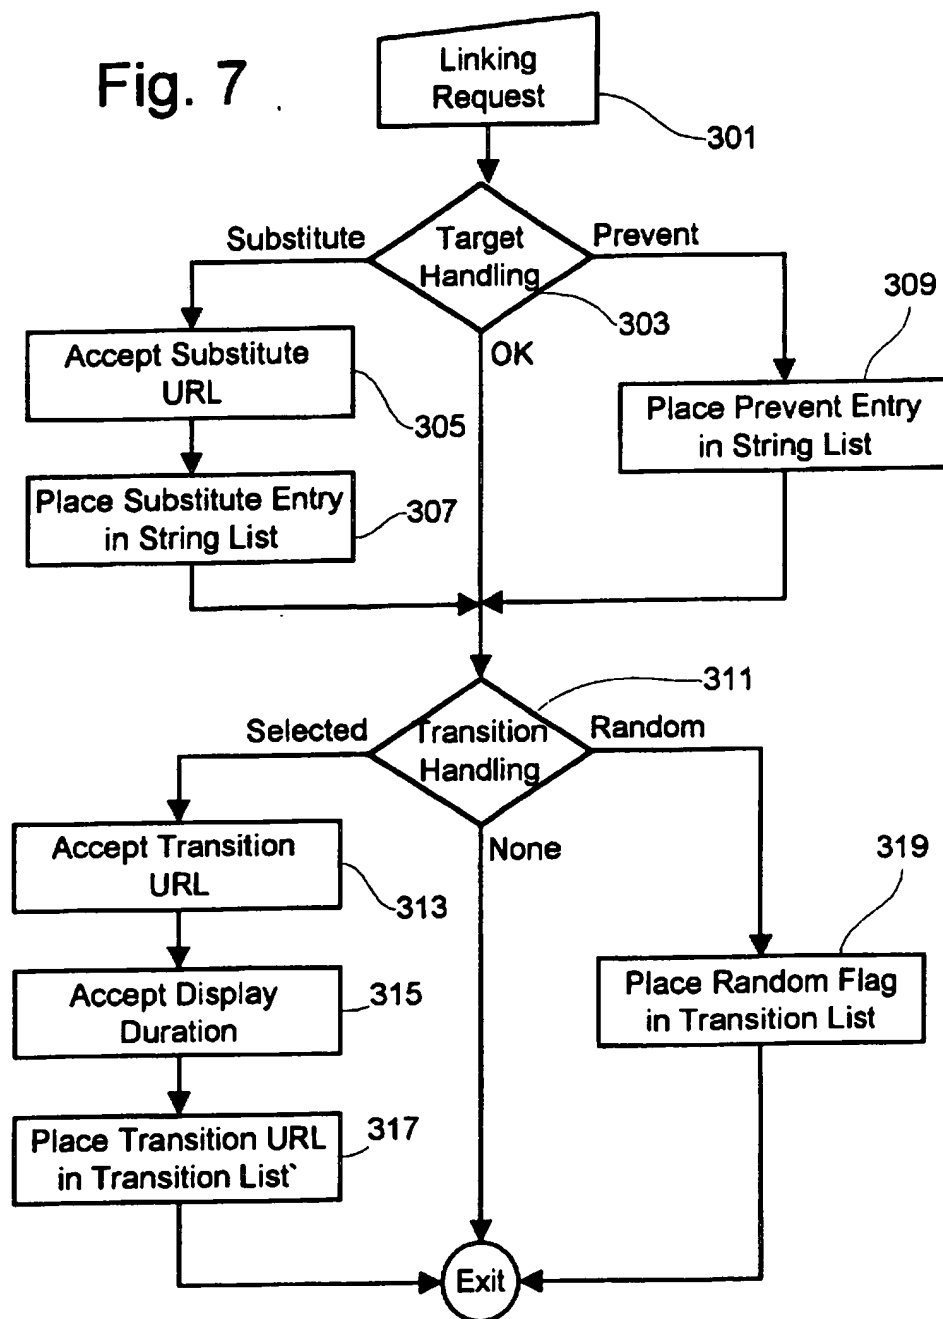 Fig. 7
Linking
Request
301
Substitute
Target
Handling
Prevent
303
OK
309
Accept Substitute
URL
305
Place Prevent Entry
in String List
Place Substitute Entry
in String List
307
311
Selected
Transition
Handling
Random
None
Accept Transition
URL
313
319
Accept Display
Duration
315
Place Random Flag
in Transition List
Place Transition URL
in Transition List`
317
Exit